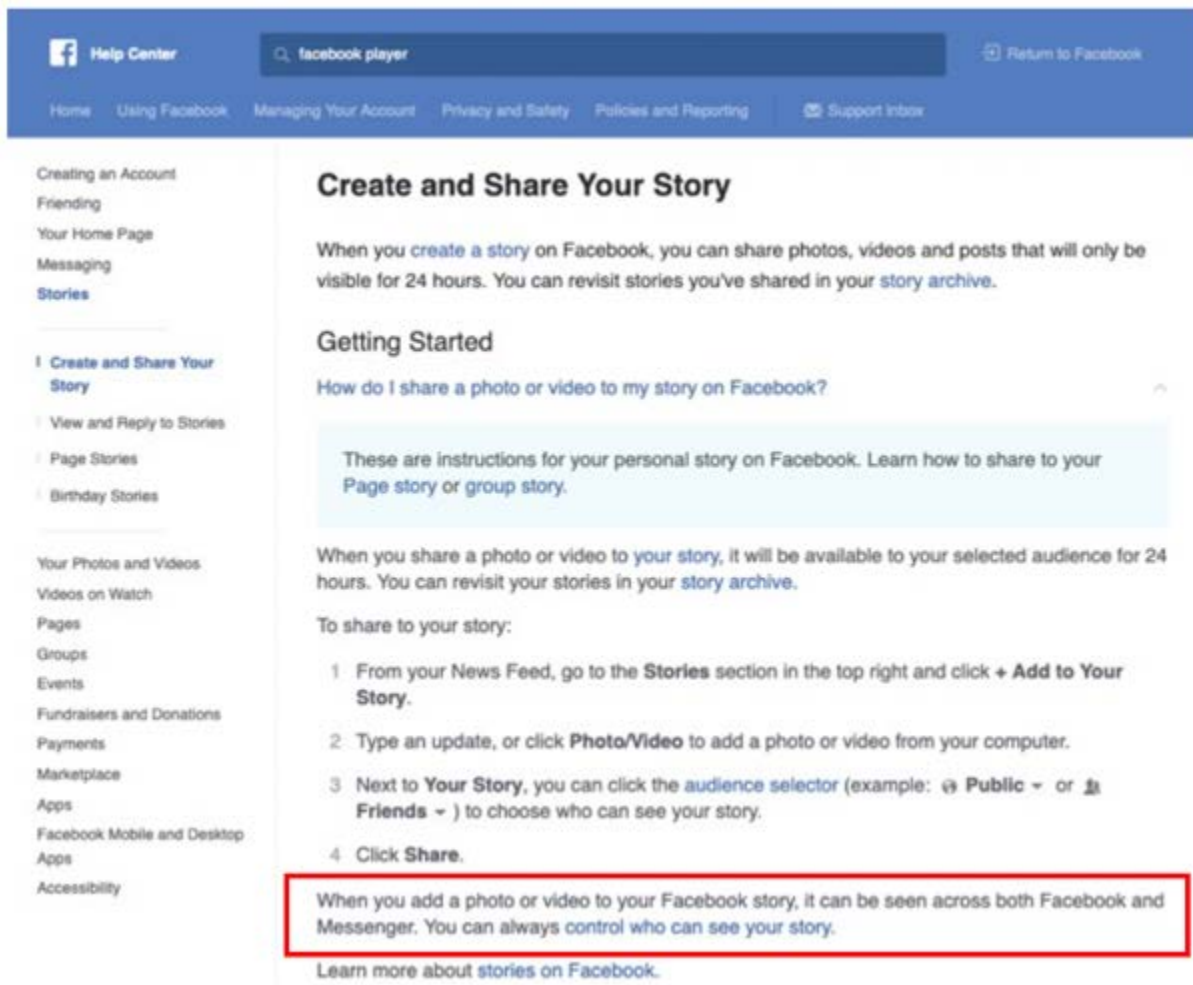 Help Center
facebook player
Return to Facebook
Home Using Facebook Managing Your Account Privacy and Safety Policies and Reporting Support Inbox
Creating an Account
Friending
Your Home Page
Messaging
Stories
Create and Share Your
Story
View and Reply to Stories
Page Stories
Birthday Stories
Your Photos and Videos
Videos on Watch
Pages
Groups
Events
Fundraisers and Donations
Payments
Marketplace
Apps
Facebook Mobile and Desktop
Apps
Accessibility
Create and Share Your Story
When you create a story on Facebook, you can share photos, videos and posts that will only be
visible for 24 hours. You can revisit stories you've shared in your story archive.
Getting Started
How do I share a photo or video to my story on Facebook?
These are instructions for your personal story on Facebook. Learn how to share to your
Page story or group story.
When you share a photo or video to your story, it will be available to your selected audience for 24
hours. You can revisit your stories in your story archive.
To share to your story:
1 From your News Feed, go to the Stories section in the top right and click + Add to Your
Story.
2 Type an update, or click Photo/Video to add a photo or video from your computer.
3 Next to Your Story, you can click the audience selector (example: Public or
Friends ) to choose who can see your story.
4 Click Share.
When you add a photo or video to your Facebook story, it can be seen across both Facebook and
Messenger. You can always control who can see your story.
Learn more about stories on Facebook.